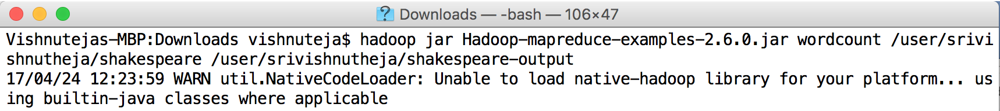 Downloads — -bash — 106×47
Vishnutejas-MBP:Downloads vishnuteja$ hadoop jar Hadoop-mapreduce-examples-2.6.0.jar wordcount /user/srivi
shnutheja/shakespeare /user/srivishnutheja/shakespeare-output
17/04/24 12:23:59 WARN util.NativeCodeLoader: Unable to load native-hadoop library for your platform... us
ing builtin-java classes where applicable